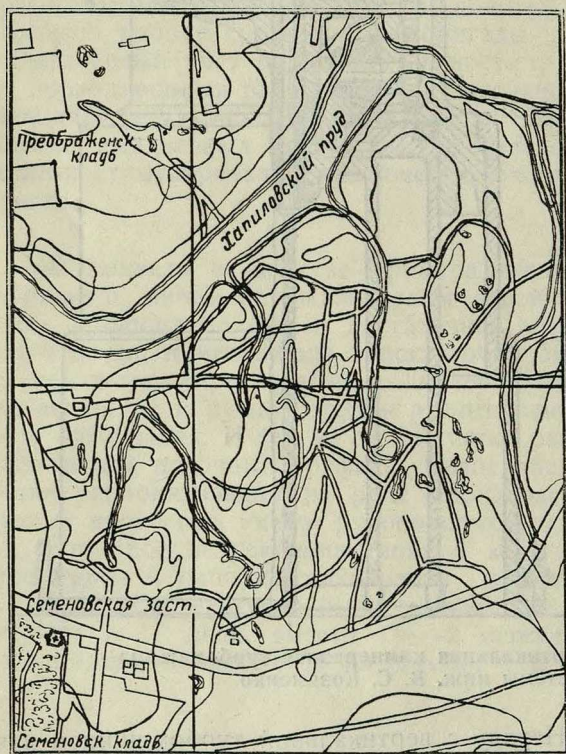 Преображенск.
кладб
Хапиловский пруд
Семеновская заст.
Семеновск кладб.